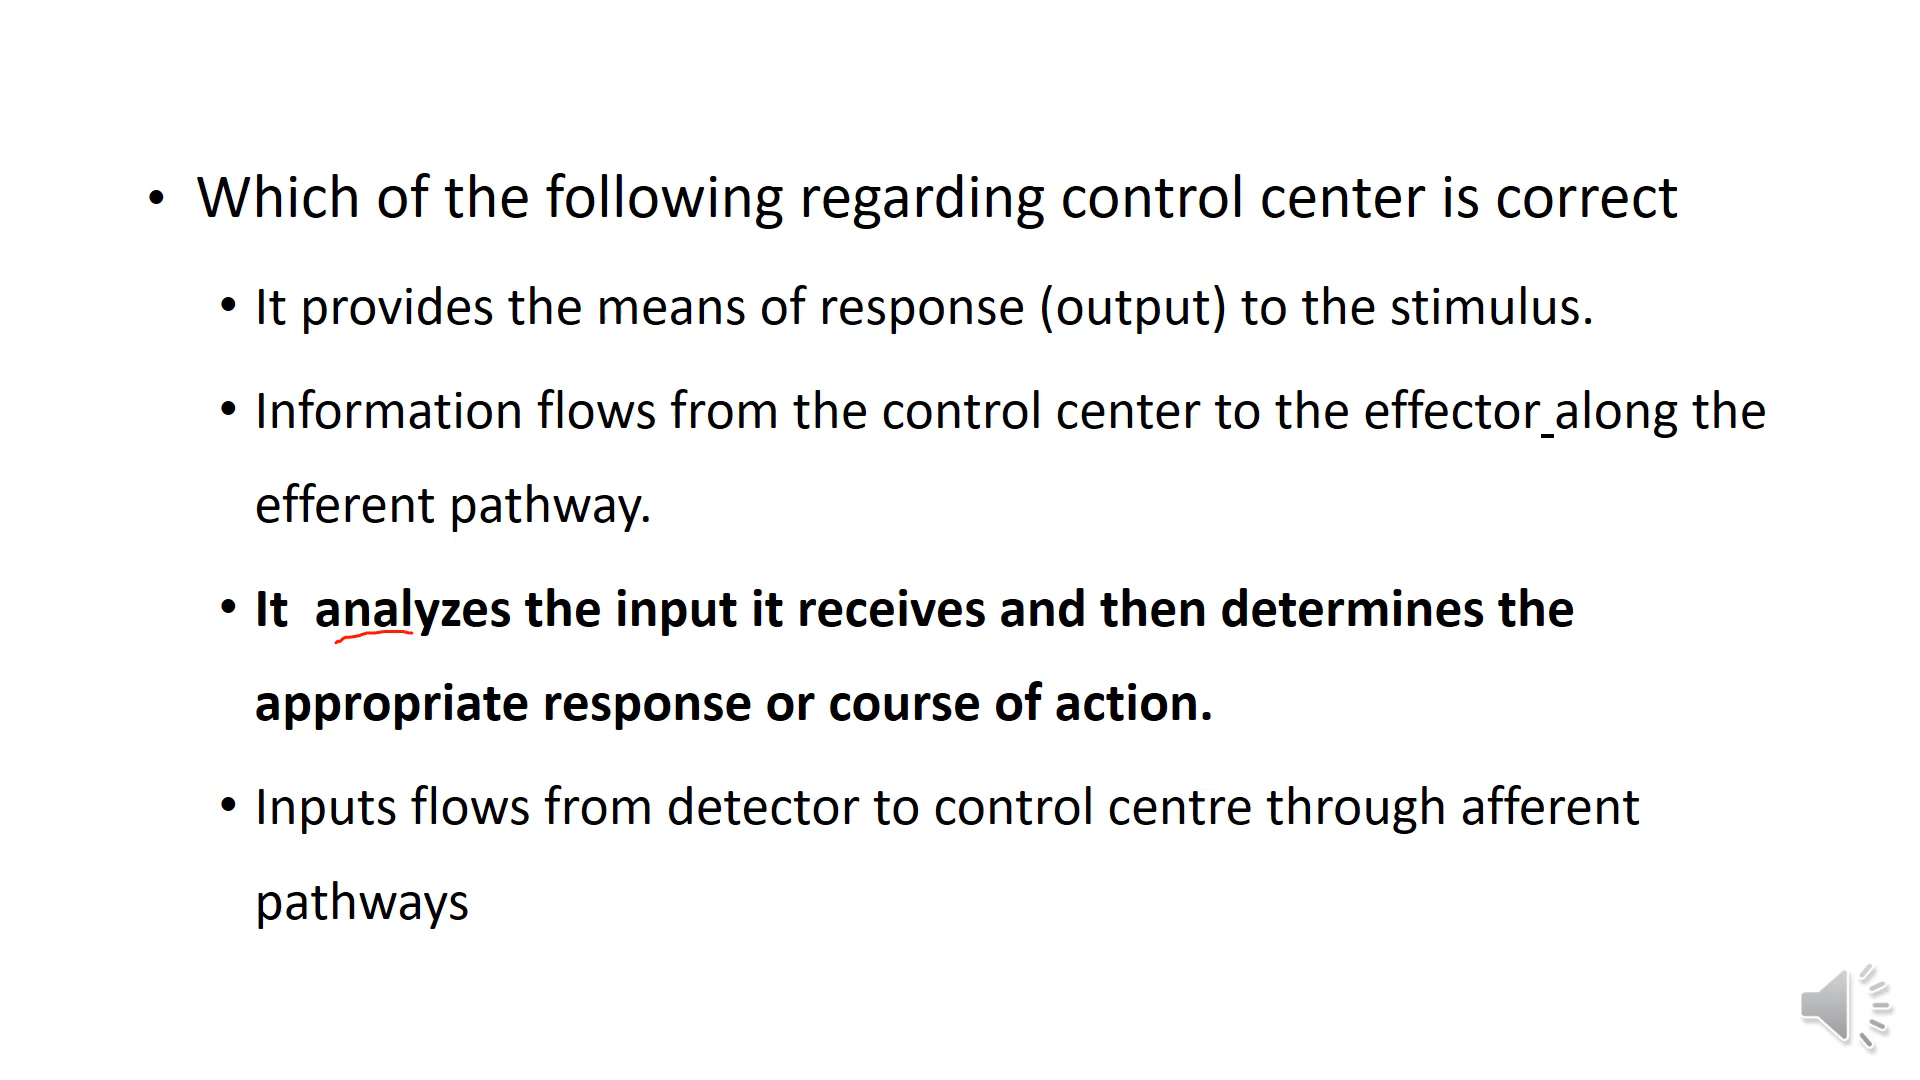 • Which of the following regarding control center is correct
• It provides the means of response (output) to the stimulus.
• Information flows from the control center to the effector along the
efferent pathway.
• It  analyzes the input it receives and then determines the
appropriate response or course of action.
• Inputs flows from detector to control centre through afferent
pathways